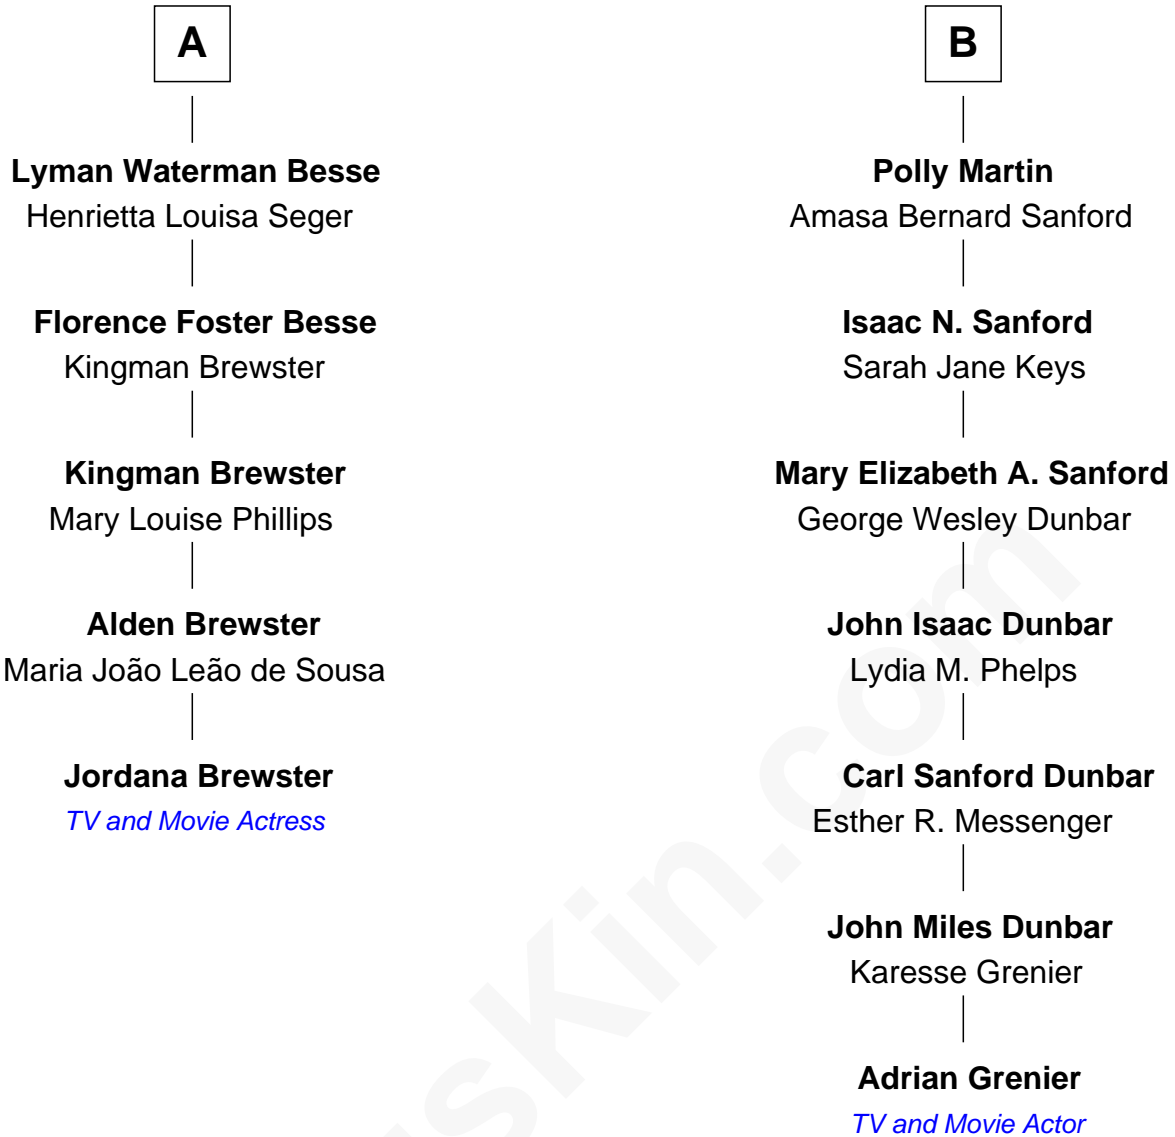 A
Lyman Waterman Besse
Henrietta Louisa Seger
Florence Foster Besse
Kingman Brewster
Kingman Brewster
Mary Louise Phillips
Alden Brewster
Maria João Leão de Sousa
Jordana Brewster
TV and Movie Actress
B
Polly Martin
Amasa Bernard Sanford
Isaac N. Sanford
Sarah Jane Keys
Mary Elizabeth A. Sanford
George Wesley Dunbar
John Isaac Dunbar
Lydia M. Phelps
Carl Sanford Dunbar
Esther R. Messenger
John Miles Dunbar
Karesse Grenier
Adrian Grenier
TV and Movie Actor
sKin.com